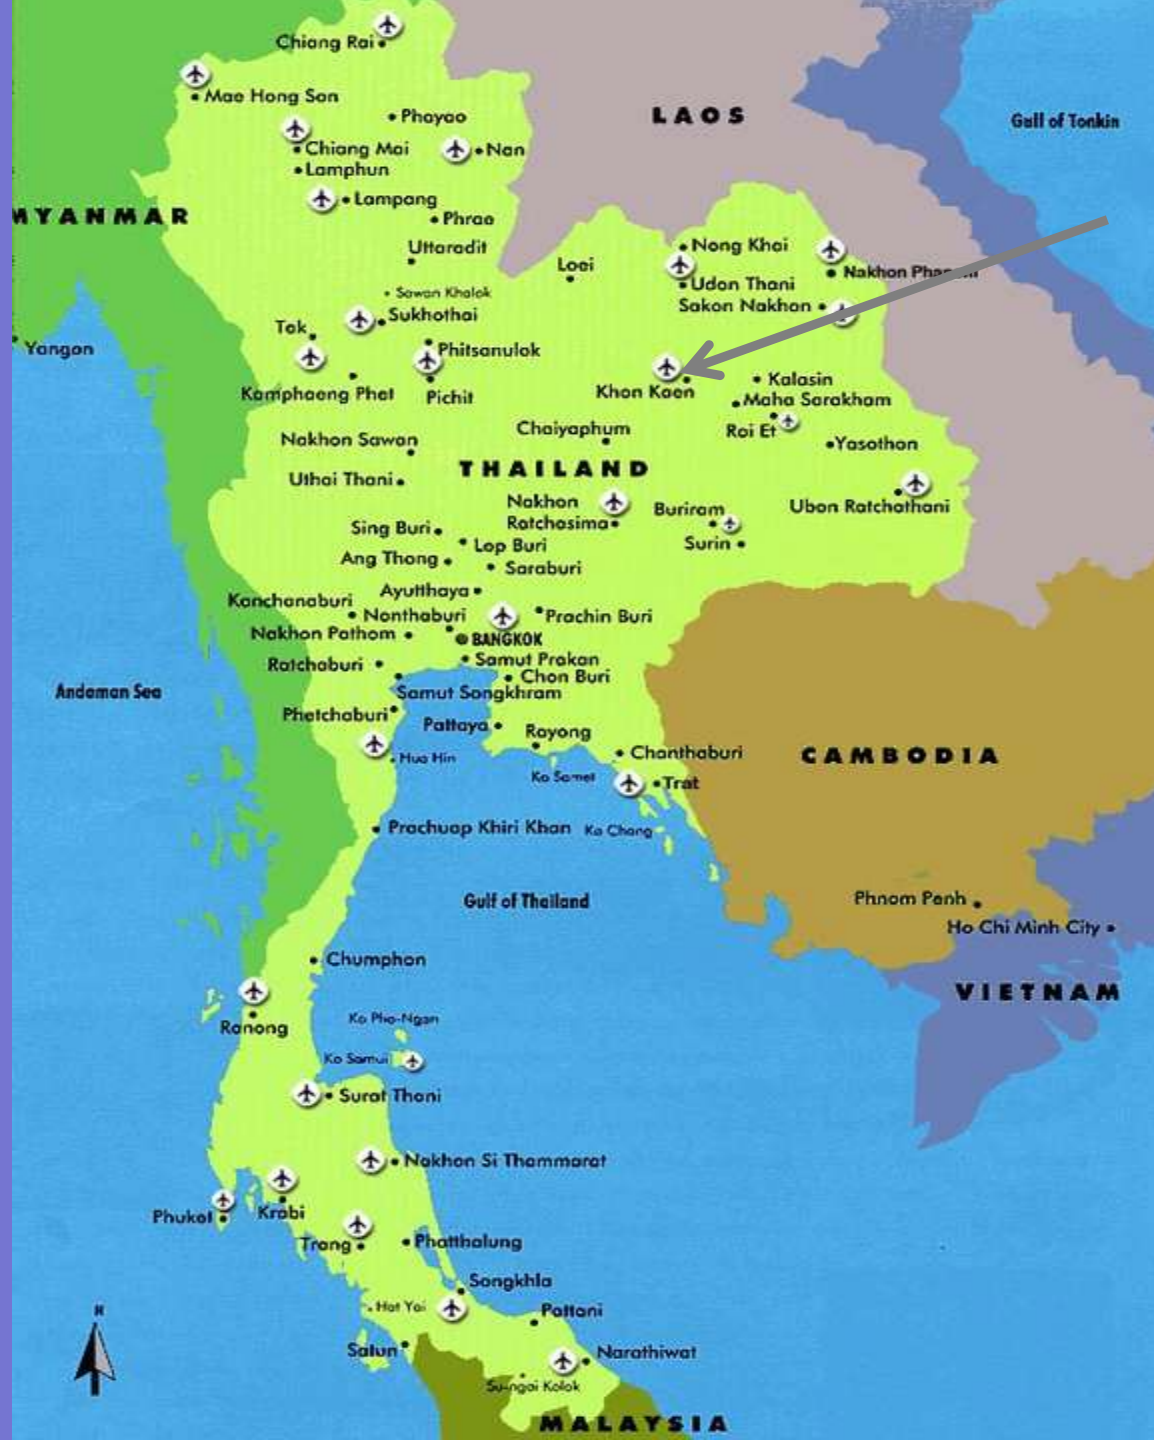 Chiang Rai
Mae Hong Son
Phayao
LAOS
Gulf of Tonkin
Chiang Mai
Nan
Lamphun
Lampang
MYANMAR
Phrae
Uttaradit
Nong Khai
Loei
Nakhon
Udon Thani
Sawan Khalok
Sakon Nakhon
Sukhothai
Tak
Yangon
Phitsanulok
Kamphaeng Phet
Pichit
Khon Kaen
Kalasin
Maha Sarakham
Chaiyaphum
Roi Et
Nakhon Sawan
Yasothon
THAILAND
Uthai Thani
Nakhon
Ratchasima
Buriram
Ubon Ratchathani
Sing Buri
Lop Buri
Surin
Ang Thong
Saraburi
Ayutthaya
Kanchanaburi
Nonthaburi
Prachin Buri
Nakhon Pathom
BANGKOK
Ratchaburi
Samut Prakan
Chon Buri
Andaman Sea
Samut Songkhram
Phetchaburi
Pattaya
Rayong
Hua Hin
Chanthaburi
CAMBODIA
Ko Samet
Trat
Prachuap Khiri Khan
Ko Chang
Gulf of Thailand
Phnom Penh
Ho Chi Minh City
Chumphon
VIETNAM
Ranong
Ko Pha-Ngan
Ko Samui
Surat Thani
Nakhon Si Thammarat
Phuket
Krabi
Trang
Phatthalung
Songkhla
Hat Yai
Pattani
N
Satun
Narathiwat
Su-ngai Kolok
MALAYSIA